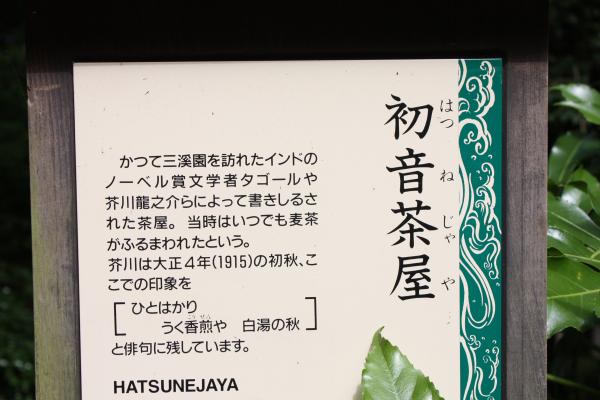 初音茶屋
はつねじゃや
かつて三溪園を訪れたインドの
ノーベル賞文学者タゴールや
芥川龍之介らによって書きしるさ
れた茶屋。当時はいつでも麦茶
がふるまわれたという。
芥川は大正4年(1915)の初秋、こ
こでの印象を
ひとはかり
うく香煎や 白湯の秋
こうせん
と俳句に残しています。
HATSUNEJAYA